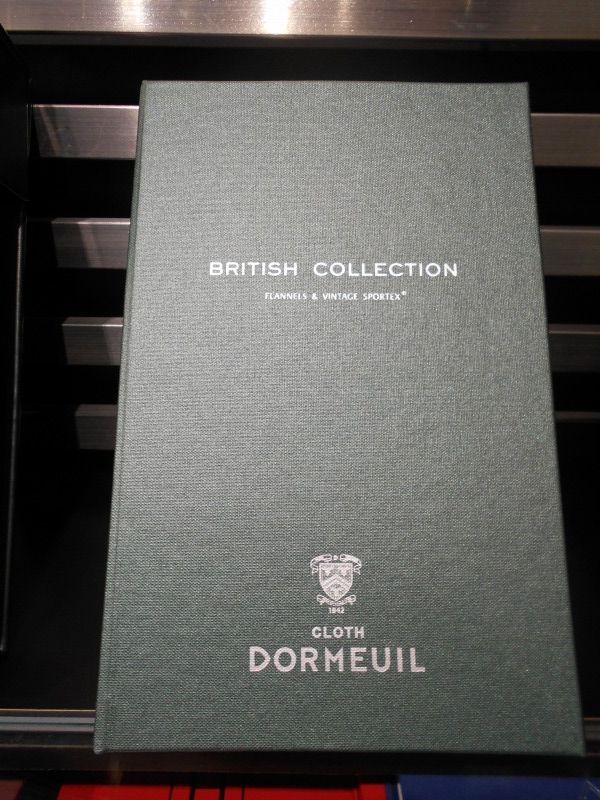 BRITISH COLLECTION
FLANNELS & VINTAGE SPORTEX®
1842
CLOTH
DORMEUIL